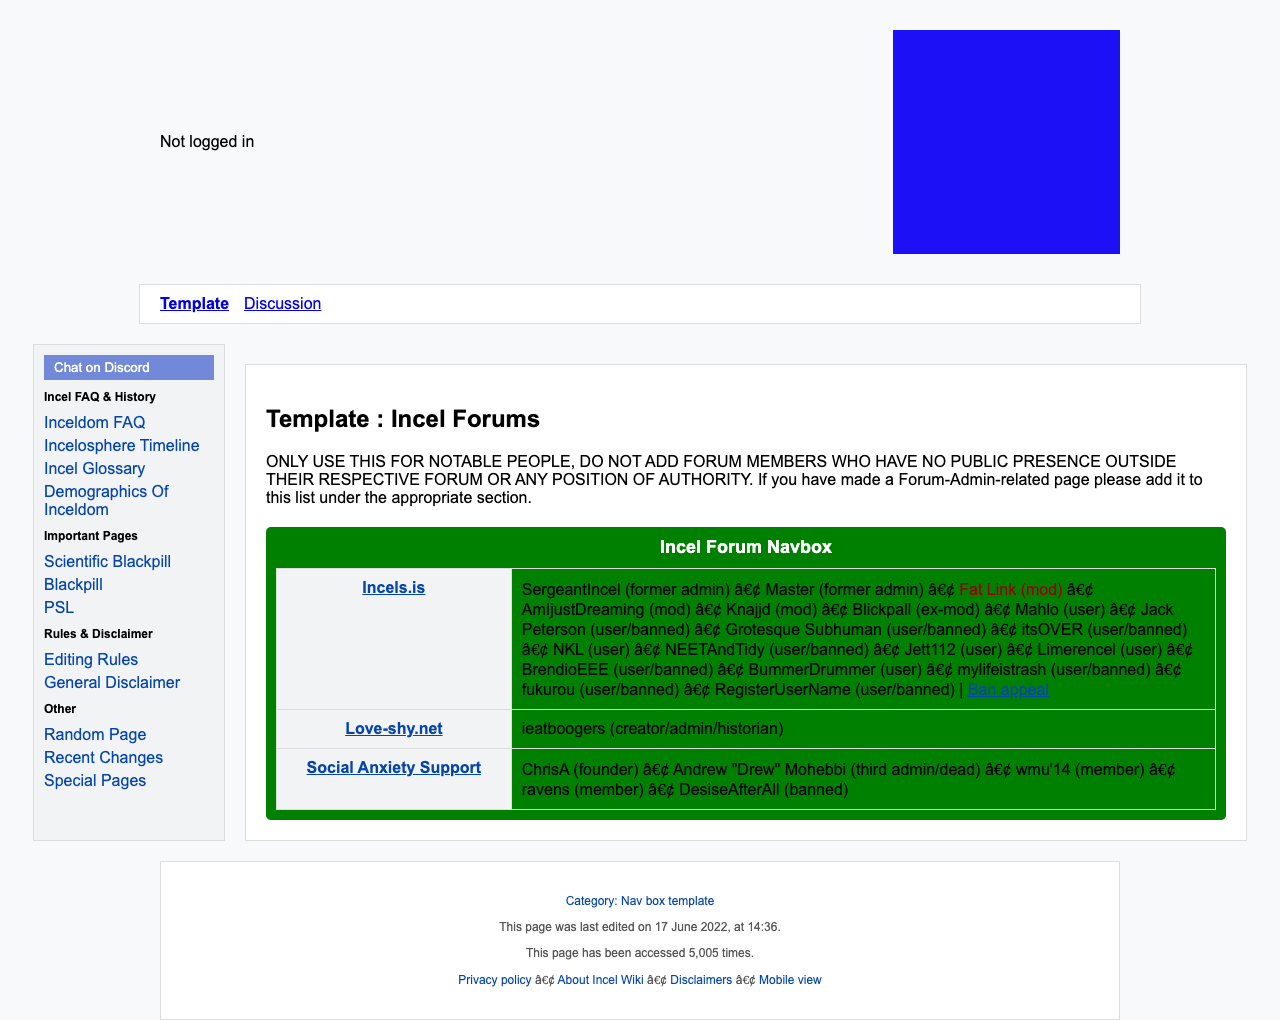 Not logged in
Template Discussion
Chat on Discord
Incel FAQ & History
Inceldom FAQ
Incelosphere Timeline
Incel Glossary
Demographics Of
Inceldom
Important Pages
Scientific Blackpill
Blackpill
PSL
Rules & Disclaimer
Editing Rules
General Disclaimer
Other
Random Page
Recent Changes
Special Pages
Template : Incel Forums
ONLY USE THIS FOR NOTABLE PEOPLE, DO NOT ADD FORUM MEMBERS WHO HAVE NO PUBLIC PRESENCE OUTSIDE
THEIR RESPECTIVE FORUM OR ANY POSITION OF AUTHORITY. If you have made a Forum-Admin-related page please add it to
this list under the appropriate section.
Incel Forum Navbox
Incels.is
SergeantIncel (former admin) â€¢ Master (former admin) â€¢ Fat Link (mod) â€¢
AmIjustDreaming (mod) â€¢ Knajjd (mod) â€¢ Blickpall (ex-mod) â€¢ Mahlo (user) â€¢ Jack
Peterson (user/banned) â€¢ Grotesque Subhuman (user/banned) â€¢ itsOVER (user/banned)
â€¢ NKL (user) â€¢ NEETAndTidy (user/banned) â€¢ Jett112 (user) â€¢ Limerencel (user) â€¢
BrendioEEE (user/banned) â€¢ BummerDrummer (user) â€¢ mylifeistrash (user/banned) â€¢
fukurou (user/banned) â€¢ RegisterUserName (user/banned) | Ban appeal
Love-shy.net
ieatboogers (creator/admin/historian)
Social Anxiety Support
ChrisA (founder) â€¢ Andrew "Drew" Mohebbi (third admin/dead) â€¢ wmu'14 (member) â€¢
ravens (member) â€¢ DesiseAfterAll (banned)
Category: Nav box template
This page was last edited on 17 June 2022, at 14:36.
This page has been accessed 5,005 times.
Privacy policy â€¢ About Incel Wiki â€¢ Disclaimers â€¢ Mobile view